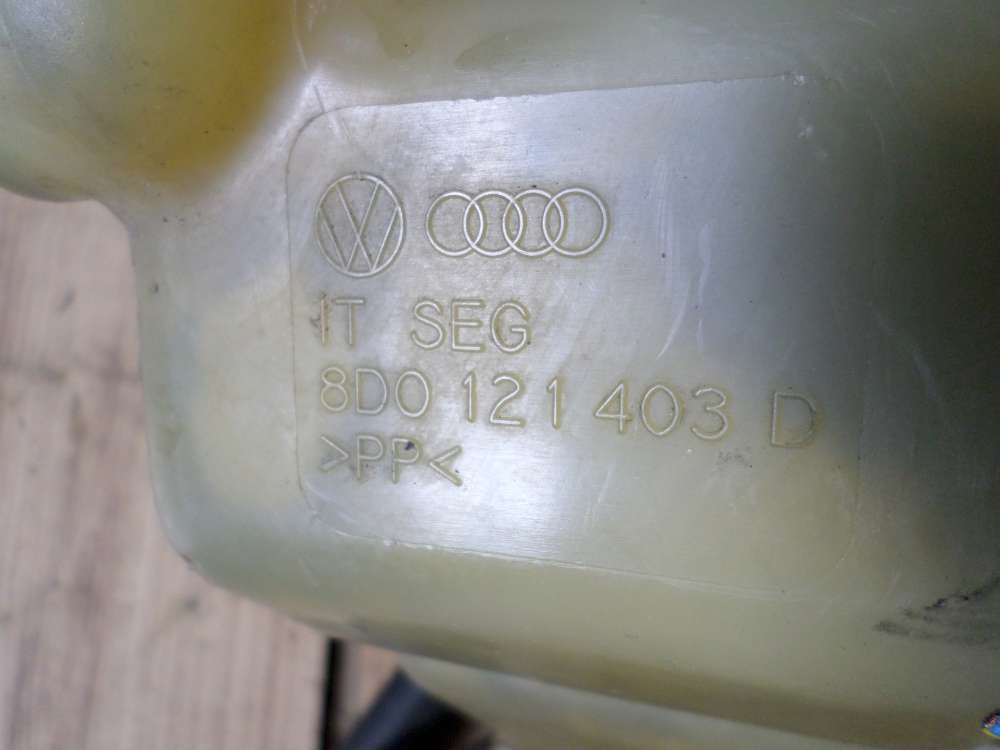 IT SEG
8D0 121 403 D
>PP<